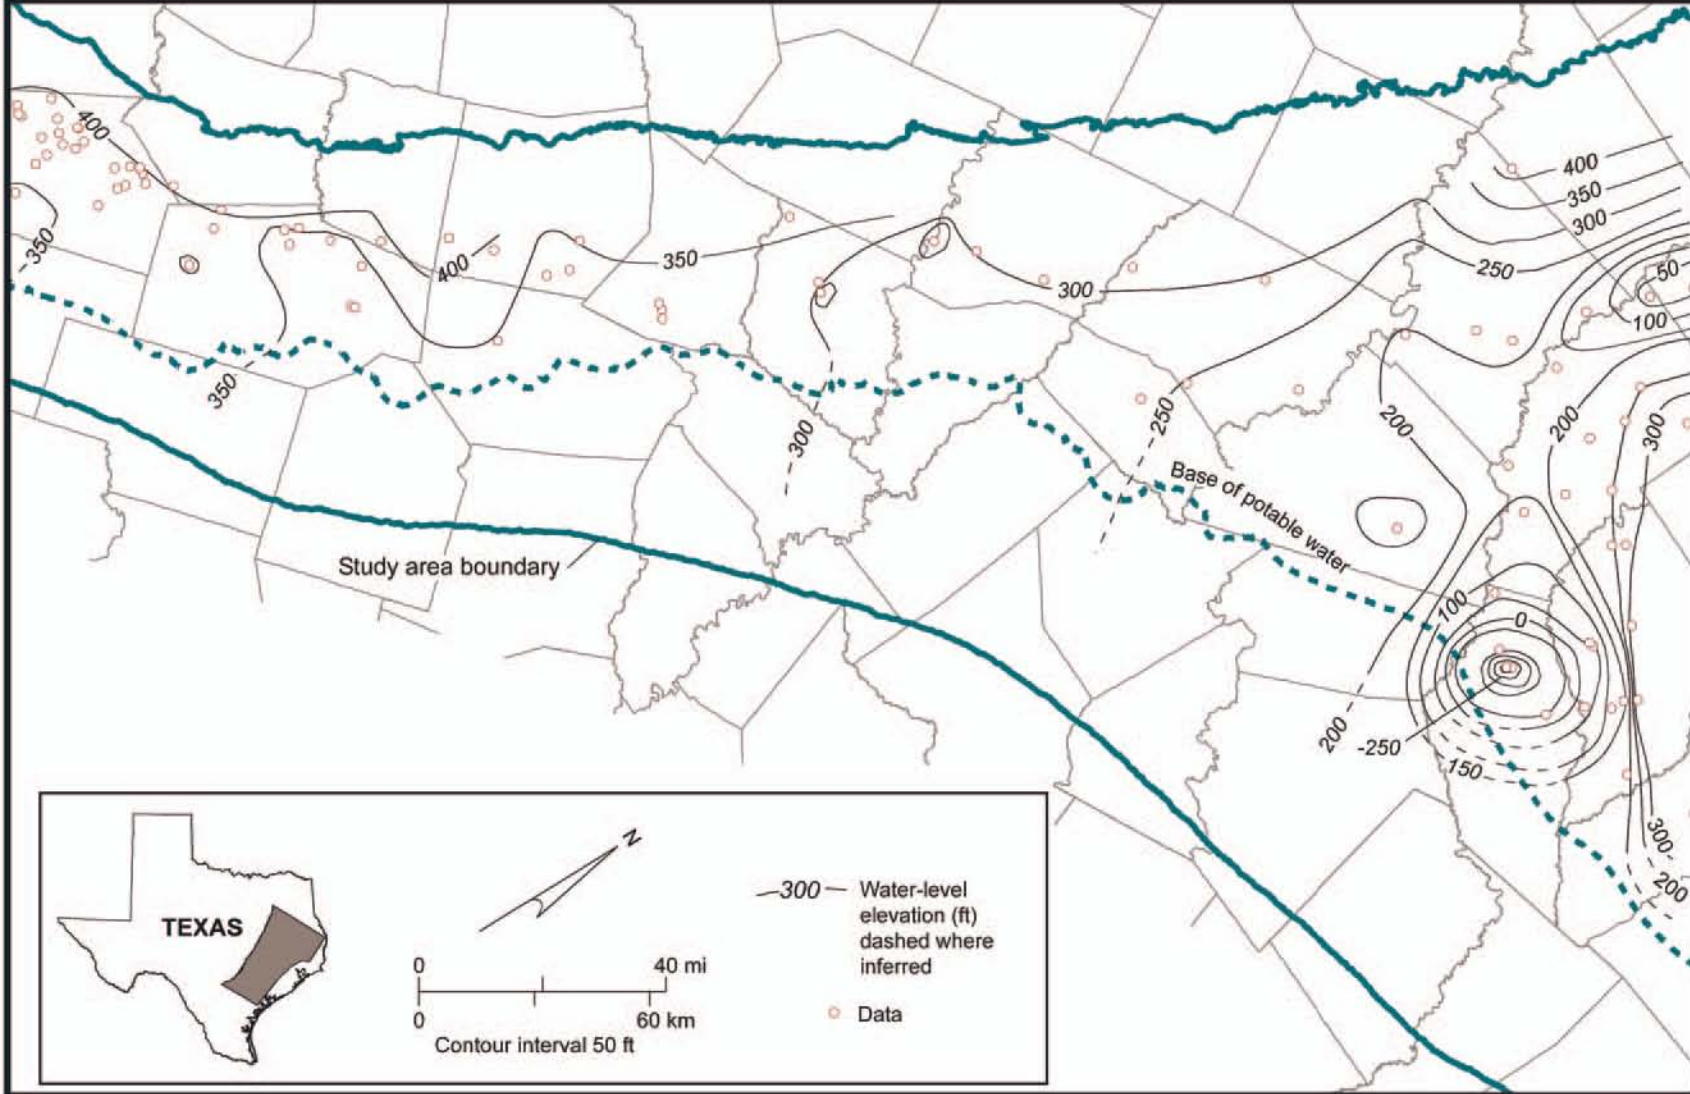 400
400
350
300
50
250
100
350
400
350
300
350
200
250
200
300
300
Base of potable water
Study area boundary
100
0
200
-250
150
300
200
N
TEXAS
0 40 mi
0 60 km
Contour interval 50 ft
300 Water-level
elevation (ft)
dashed where
inferred
Data